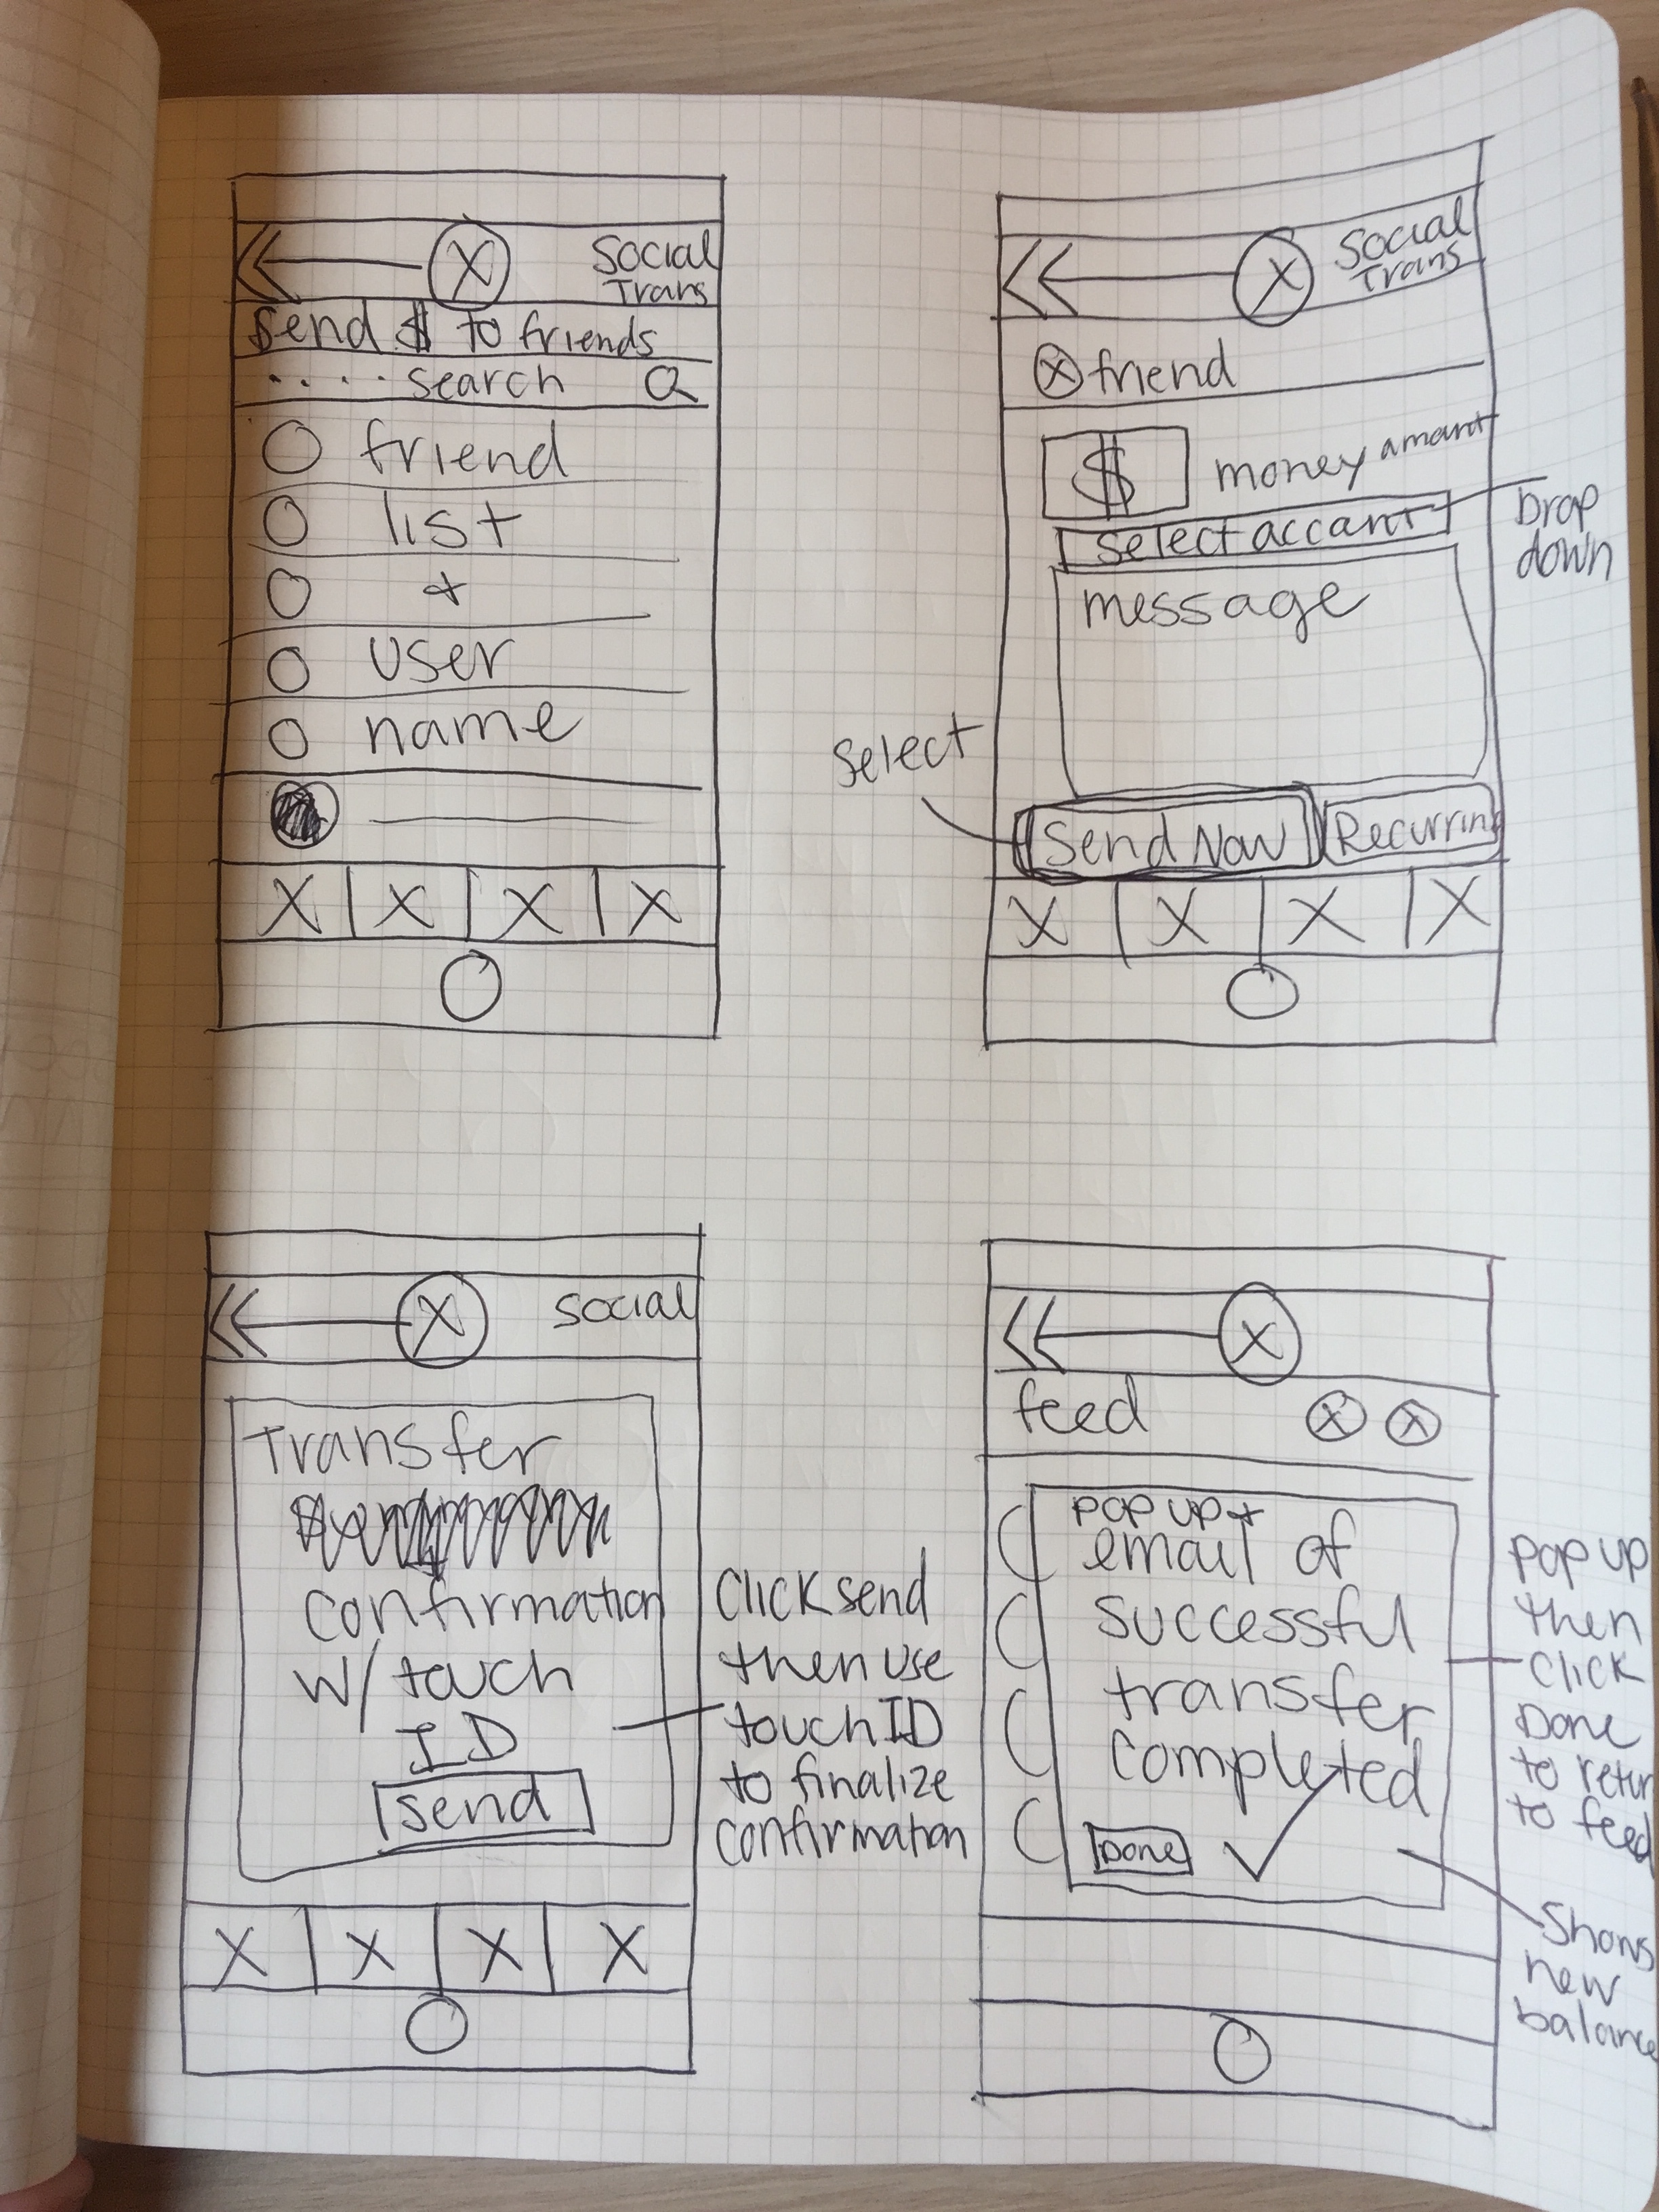 Social
Trans
Send $ to friends
.... search
friend
list
+
user
name
X X X X
Social
Trans
X friend
$ money amount
Select account
Drop
down
message
Select
Send Now Recurring
X X X X
X Social
Transfer
confirmation
w/ touch
ID
Send
Click send
then use
touch ID
to finalize
confirmation
X X X X
X
feed X X
POP UP +
email of
successful
transfer
completed
Done
POP UP
then
click
Done
to return
to feed
Shows
new
balance